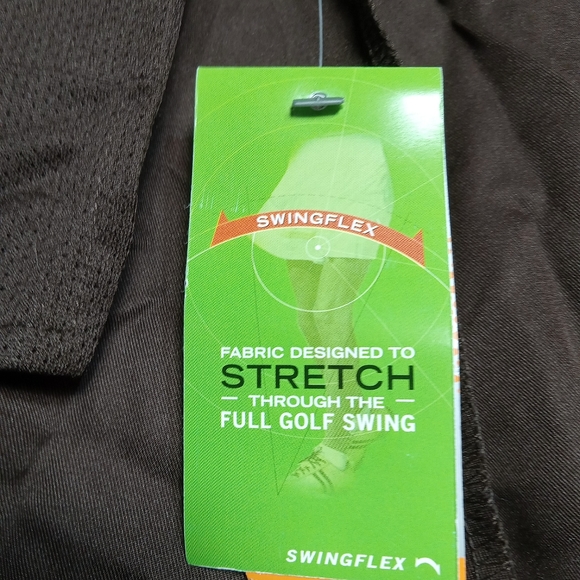 SWINGFLEX
FABRIC DESIGNED TO
STRETCH
— THROUGH THE —
FULL GOLF SWING
SWINGFLEX